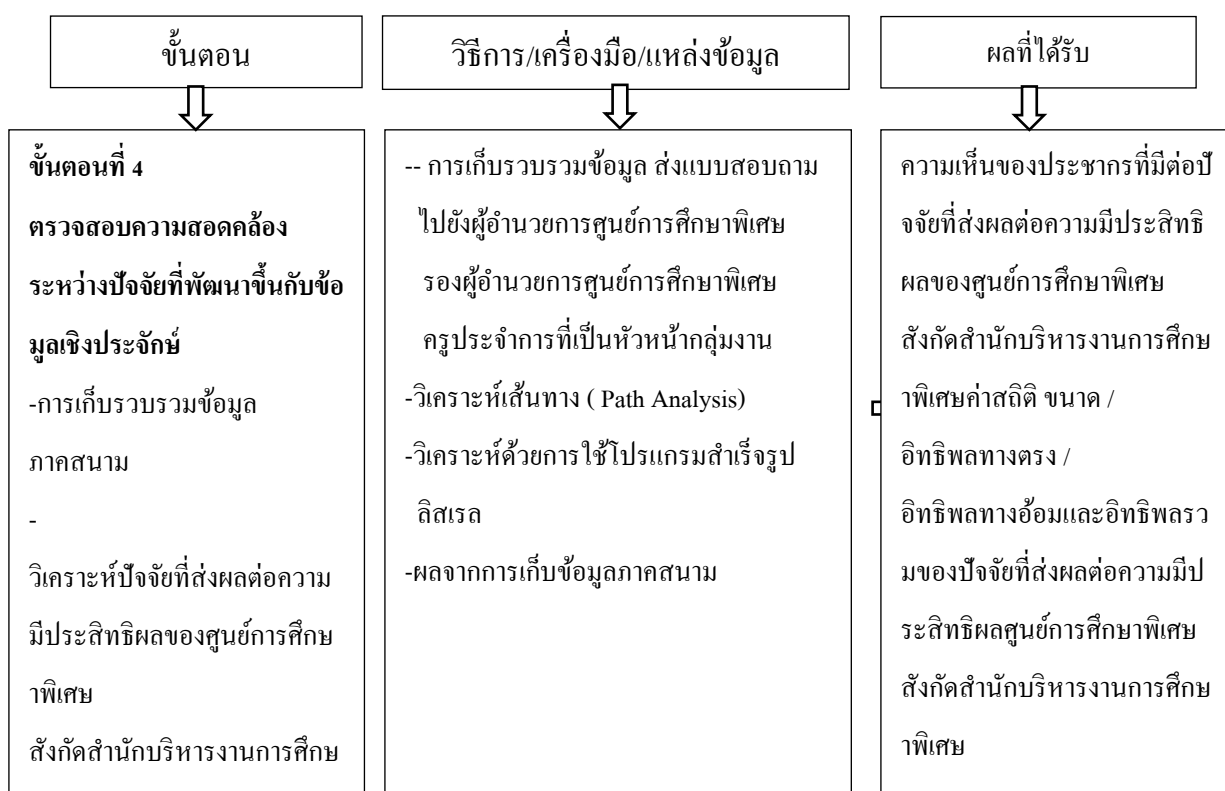 ขั้นตอน
วิธีการ/เครื่องมือ/แหล่งข้อมูล
ผลที่ได้รับ
ขั้นตอนที่ 4
ตรวจสอบความสอดคล้อง
ระหว่างปัจจัยที่พัฒนาขึ้นกับข้อ
มูลเชิงประจักษ์
-การเก็บรวบรวมข้อมูล
ภาคสนาม
-
วิเคราะห์ปัจจัยที่ส่งผลต่อความ
มีประสิทธิผลของศูนย์การศึกษ
าพิเศษ
สังกัดสำนักบริหารงานการศึกษ
-- การเก็บรวบรวมข้อมูล ส่งแบบสอบถาม
ไปยังผู้อำนวยการศูนย์การศึกษาพิเศษ
รองผู้อำนวยการศูนย์การศึกษาพิเศษ
ครูประจำการที่เป็นหัวหน้ากลุ่มงาน
-วิเคราะห์เส้นทาง ( Path Analysis)
-วิเคราะห์ด้วยการใช้โปรแกรมสำเร็จรูป
ลิสเรล
-ผลจากการเก็บข้อมูลภาคสนาม
ความเห็นของประชากรที่มีต่อปั
จจัยที่ส่งผลต่อความมีประสิทธิ
ผลของศูนย์การศึกษาพิเศษ
สังกัดสำนักบริหารงานการศึกษ
าพิเศษค่าสถิติ ขนาด /
อิทธิพลทางตรง /
อิทธิพลทางอ้อมและอิทธิพลรว
มของปัจจัยที่ส่งผลต่อความมีป
ระสิทธิผลศูนย์การศึกษาพิเศษ
สังกัดสำนักบริหารงานการศึกษ
าพิเศษ